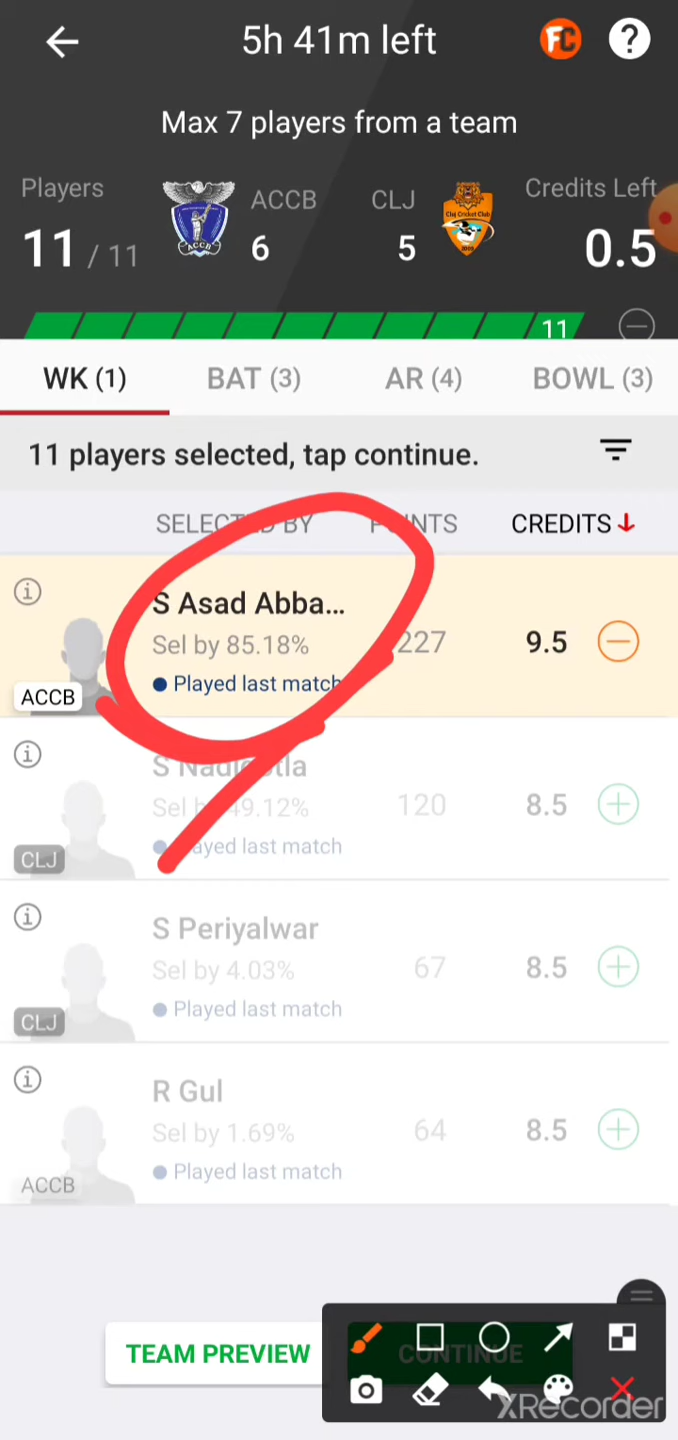 5h 41m left
FC
?
Max 7 players from a team
Players
ACCB
CLJ
Credits Left
11 / 11
ACCB
6
5
Cluj Cricket Club
0.5
11
WK (1)
BAT (3)
AR (4)
BOWL (3)
11 players selected, tap continue.
SELECTED BY
POINTS
CREDITS
S Asad Abba...
Sel by 85.18%
227
9.5
Played last match
ACCB
8.5
120
Played last match
CLJ
S Periyalwar
Sel by 4.03%
67
8.5
Played last match
CLJ
R Gul
Sel by 1.69%
64
8.5
Played last match
ACCB
TEAM PREVIEW
CONTINUE
XRecorder